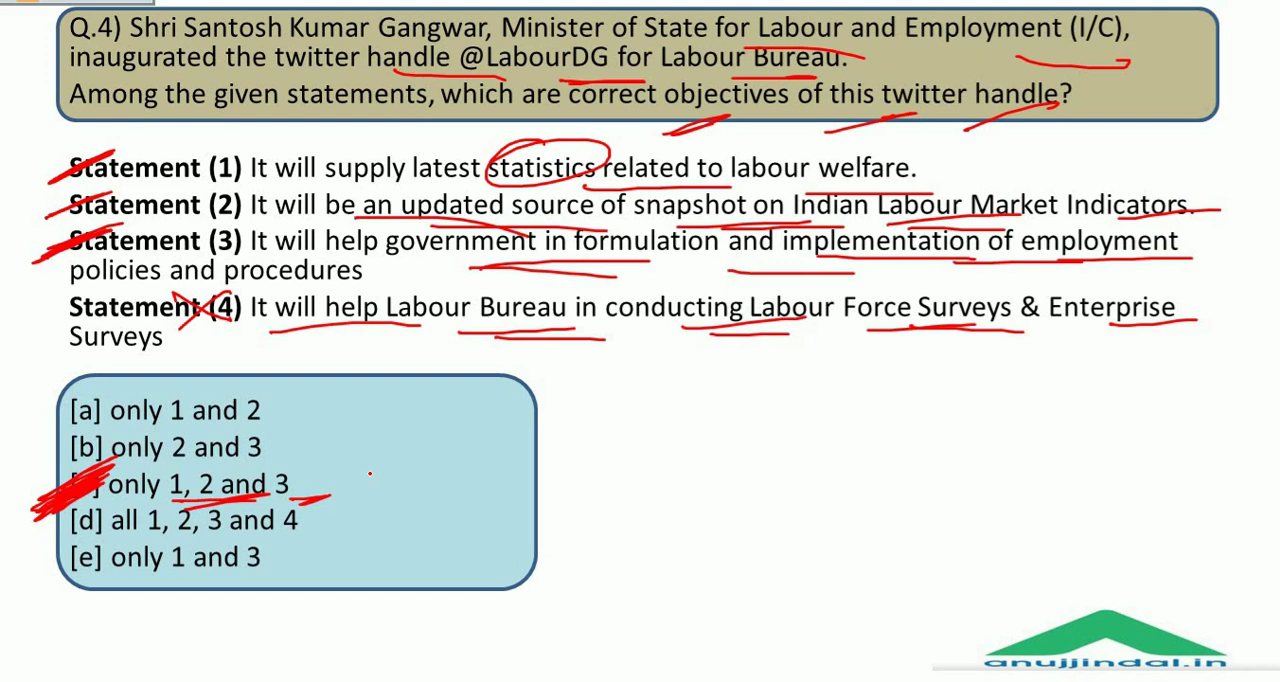 Q.4) Shri Santosh Kumar Gangwar, Minister of State for Labour and Employment (I/C),
inaugurated the twitter handle @LabourDG for Labour Bureau.
Among the given statements, which are correct objectives of this twitter handle?
Statement (1) It will supply latest statistics related to labour welfare.
Statement (2) It will be an updated source of snapshot on Indian Labour Market Indicators.
Statement (3) It will help government in formulation and implementation of employment
policies and procedures
Statement (4) It will help Labour Bureau in conducting Labour Force Surveys & Enterprise
Surveys
[a] only 1 and 2
[b] only 2 and 3
only 1, 2 and 3
[d] all 1, 2, 3 and 4
[e] only 1 and 3
anujjindal.in